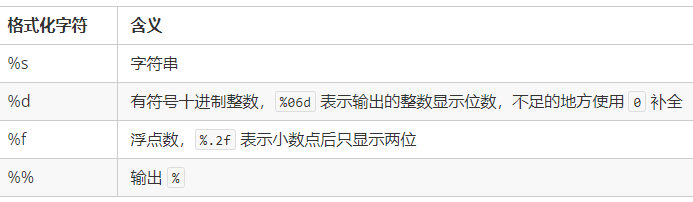 格式化字符 含义
%s 字符串
%d 有符号十进制整数，%06d 表示输出的整数显示位数，不足的地方使用 0 补全
%f 浮点数，%.2f 表示小数点后只显示两位
%% 输出 %